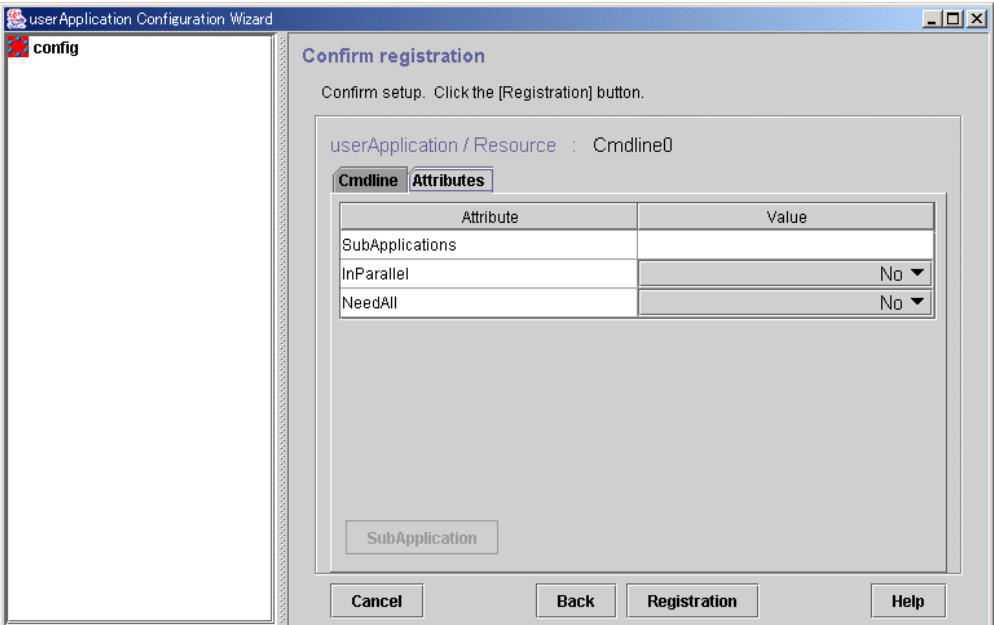 userApplication Configuration Wizard
config
Confirm registration
Confirm setup. Click the [Registration] button.
userApplication / Resource : Cmdline0
Cmdline Attributes
Attribute Value
SubApplications
InParallel No
NeedAll No
SubApplication
Cancel Back Registration Help